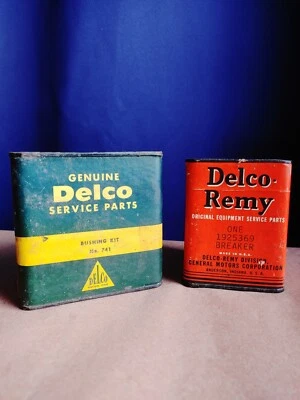 GENUINE
Delco
SERVICE PARTS
BUSHING KIT
No. 741
DELCO
Delco-
Remy
ORIGINAL EQUIPMENT SERVICE PARTS
ONE
1925369
BREAKER
MADE IN U.S.A.
DELCO-REMY DIVISION
GENERAL MOTORS CORPORATION
ANDERSON, INDIANA, U.S.A.